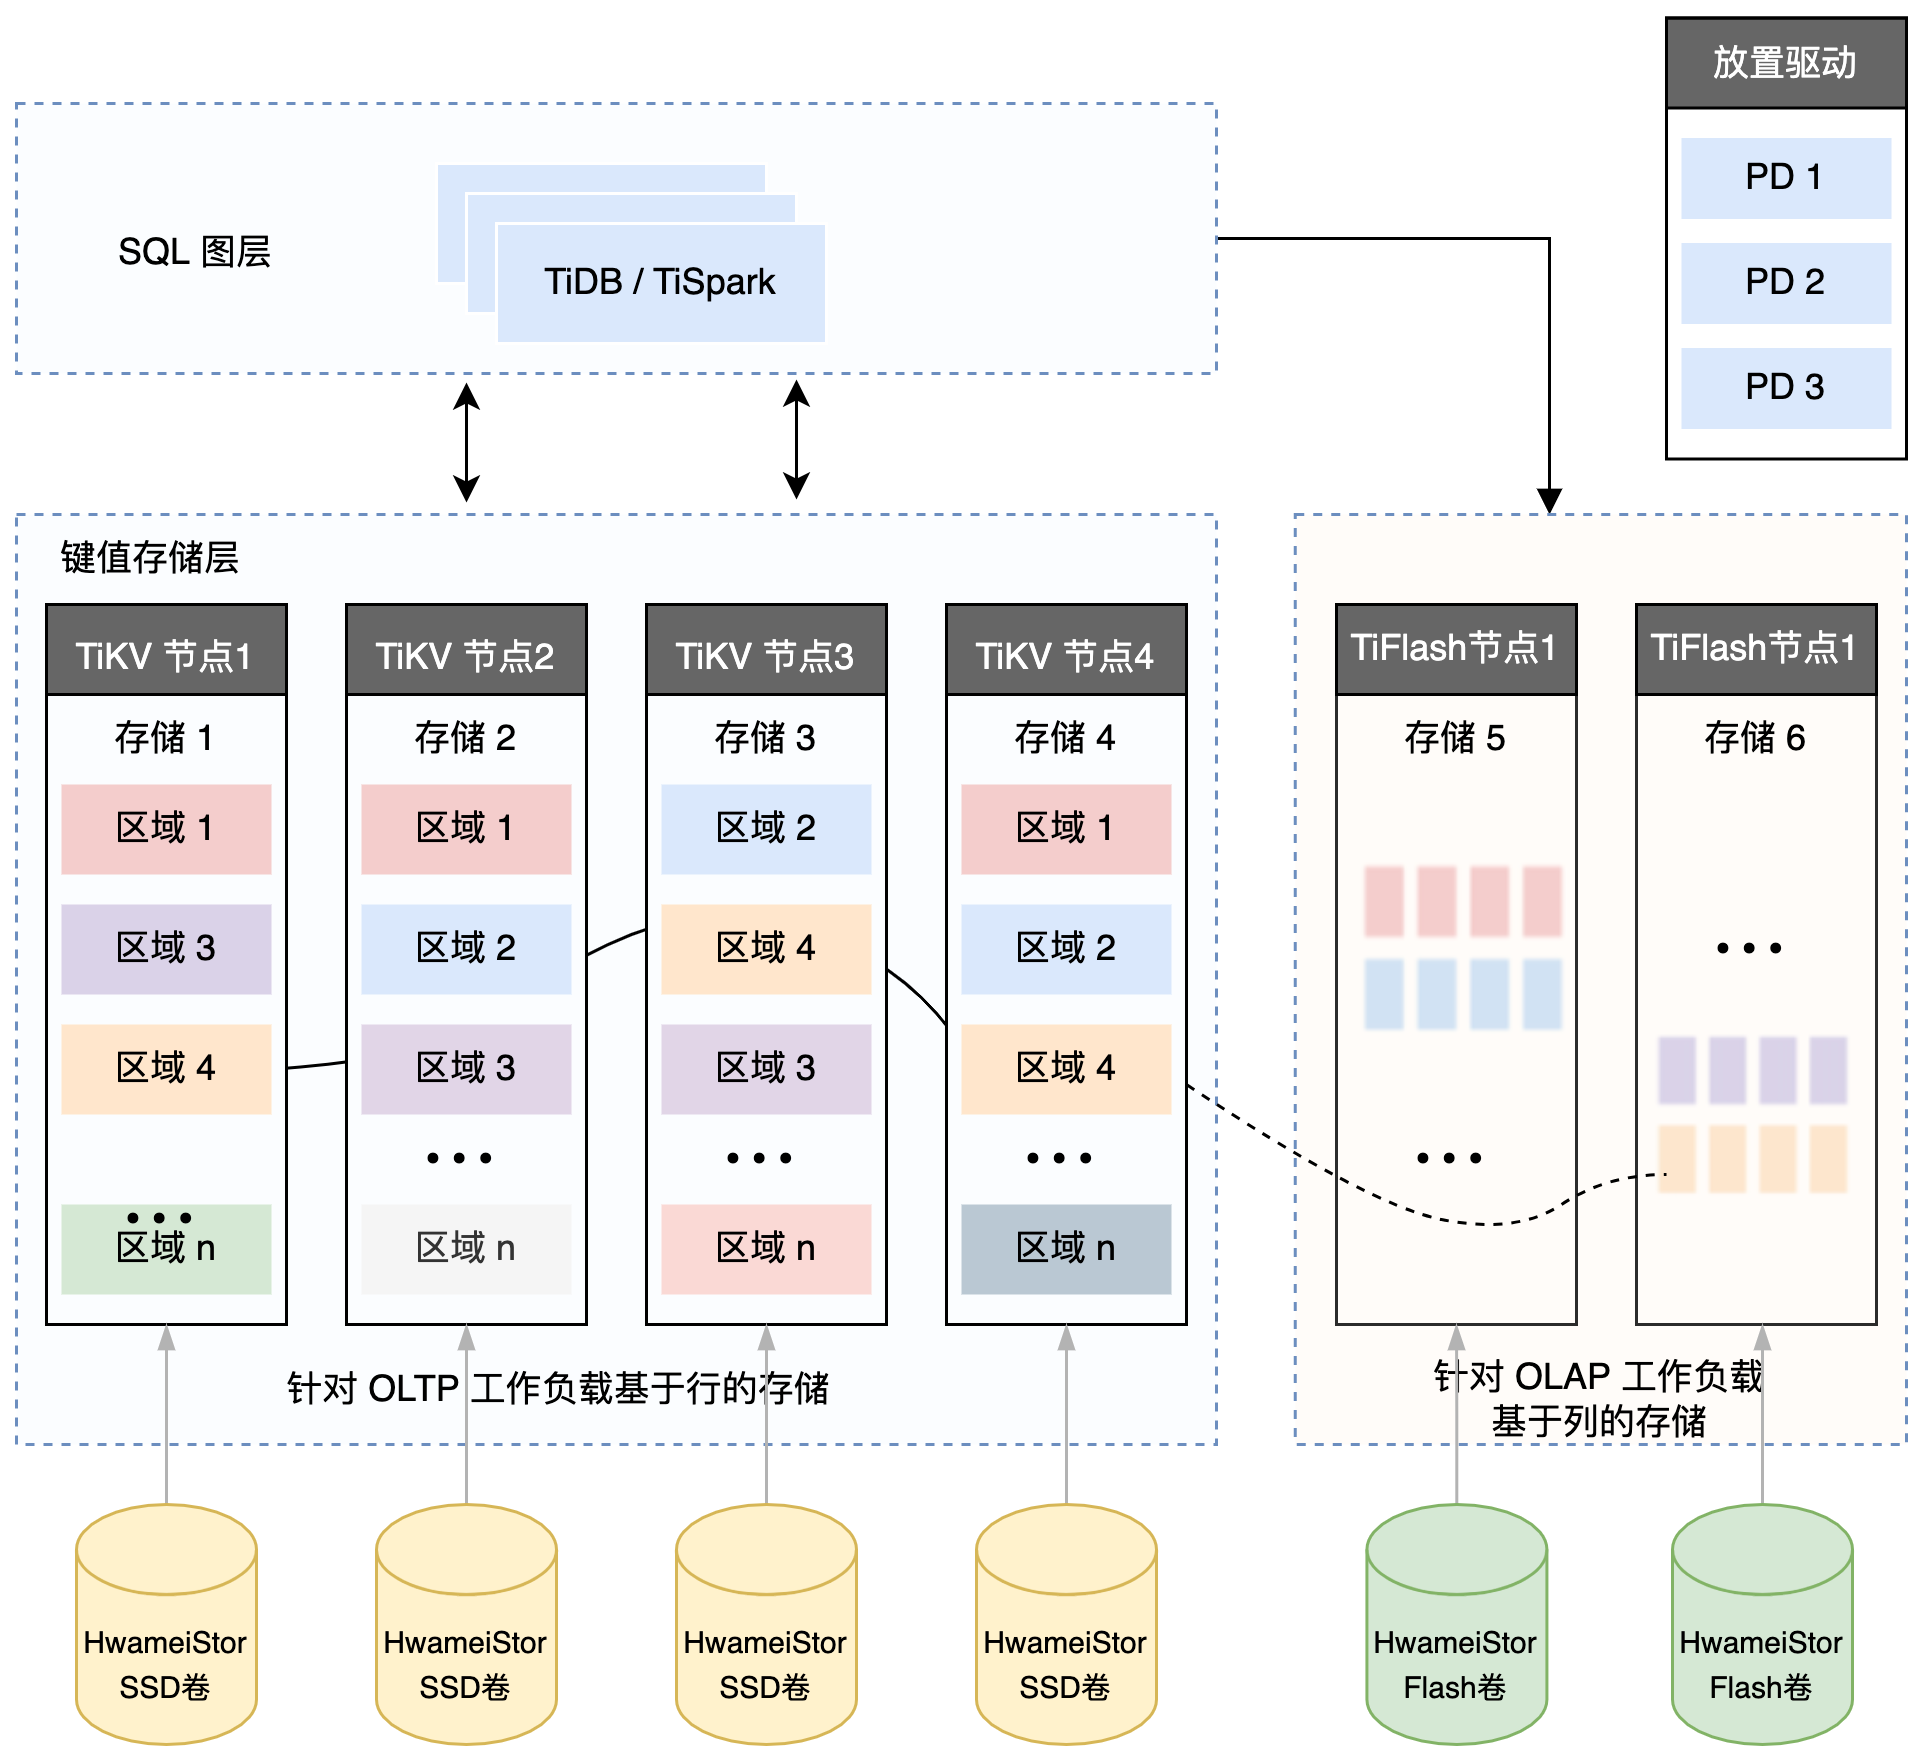 放置驱动
PD 1
PD 2
PD 3
SQL 图层
TiDB / TiSpark
键值存储层
TiKV 节点1
存储 1
区域 1
区域 3
区域 4
•••
区域 n
TiKV 节点2
存储 2
区域 1
区域 2
区域 3
•••
区域 n
TiKV 节点3
存储 3
区域 2
区域 4
区域 3
•••
区域 n
TiKV 节点4
存储 4
区域 1
区域 2
区域 4
•••
区域 n
针对 OLTP 工作负载基于行的存储
TiFlash节点1
存储 5
•••
TiFlash节点1
存储 6
•••
针对 OLAP 工作负载
基于列的存储
HwameiStor
SSD卷
HwameiStor
SSD卷
HwameiStor
SSD卷
HwameiStor
SSD卷
HwameiStor
Flash卷
HwameiStor
Flash卷